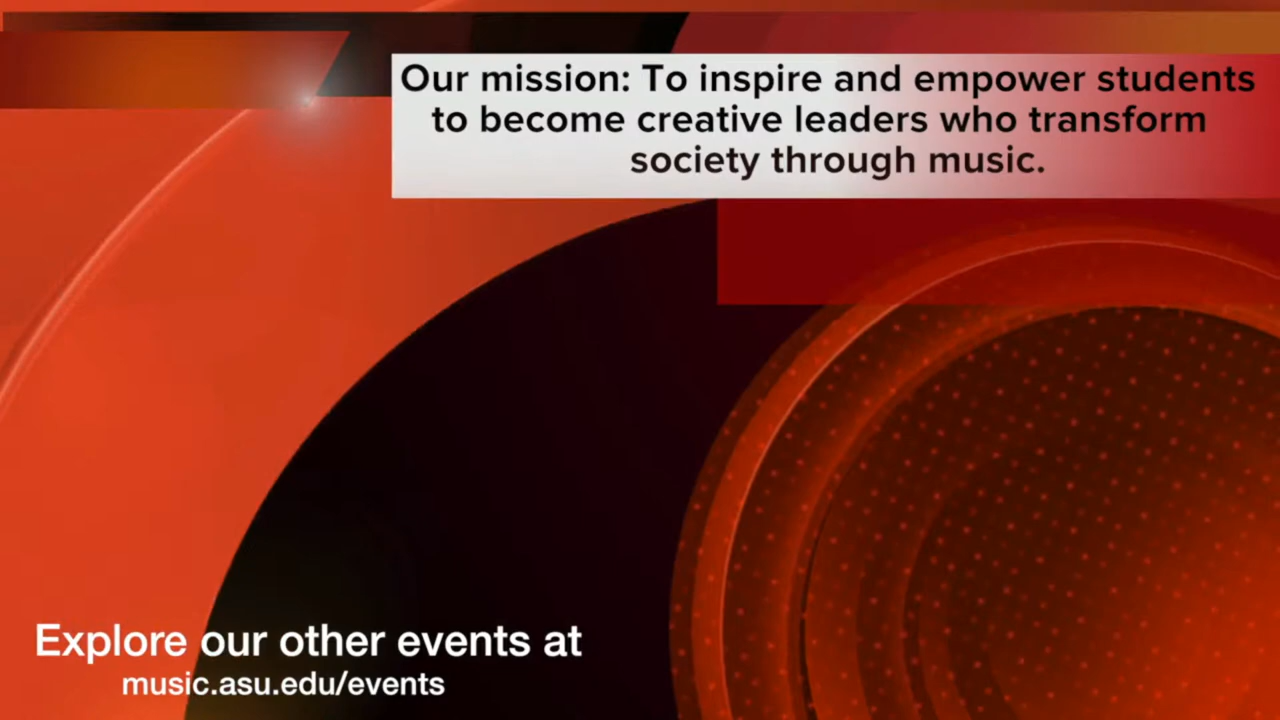 Our mission: To inspire and empower students
to become creative leaders who transform
society through music.
Explore our other events at
music.asu.edu/events